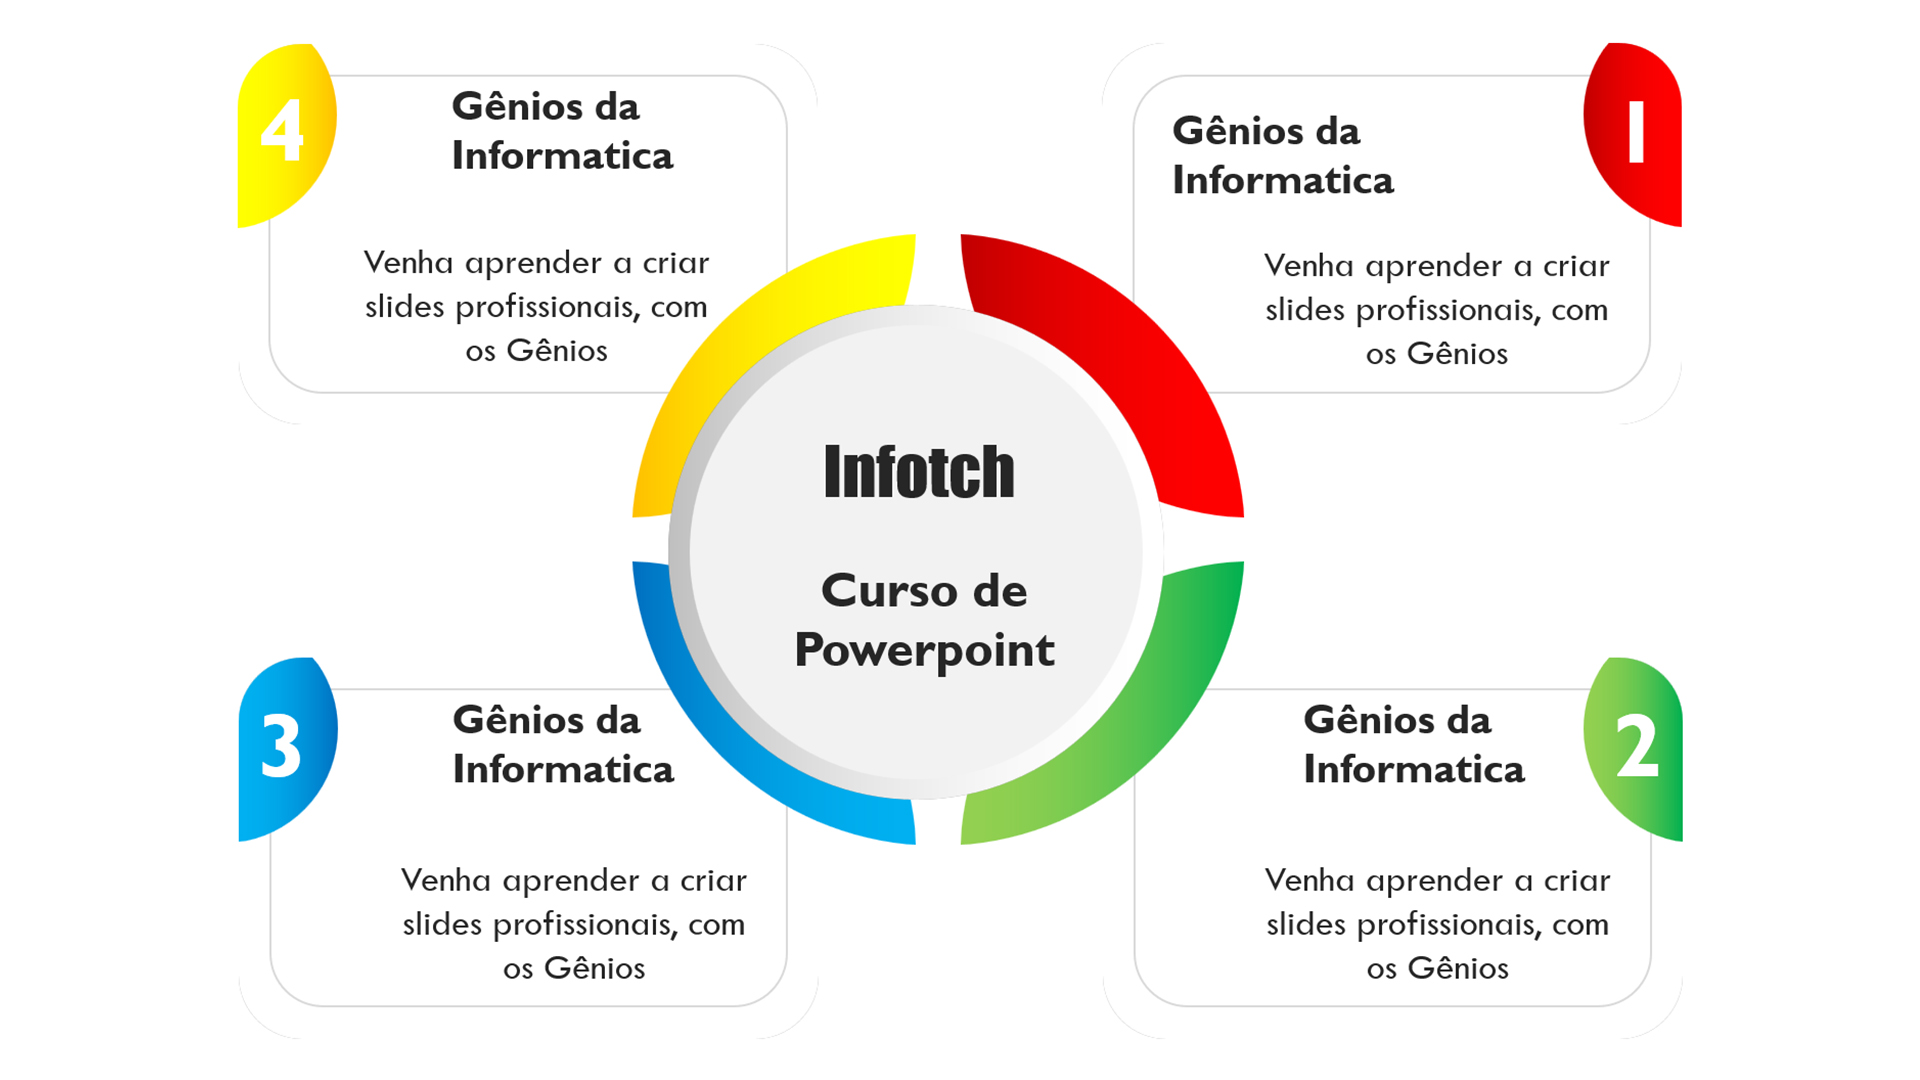 4
Gênios da
Informatica
Venha aprender a criar
slides profissionais, com
os Gênios
1
Gênios da
Informatica
Venha aprender a criar
slides profissionais, com
os Gênios
Infotch
Curso de
Powerpoint
3
Gênios da
Informatica
Venha aprender a criar
slides profissionais, com
os Gênios
2
Gênios da
Informatica
Venha aprender a criar
slides profissionais, com
os Gênios